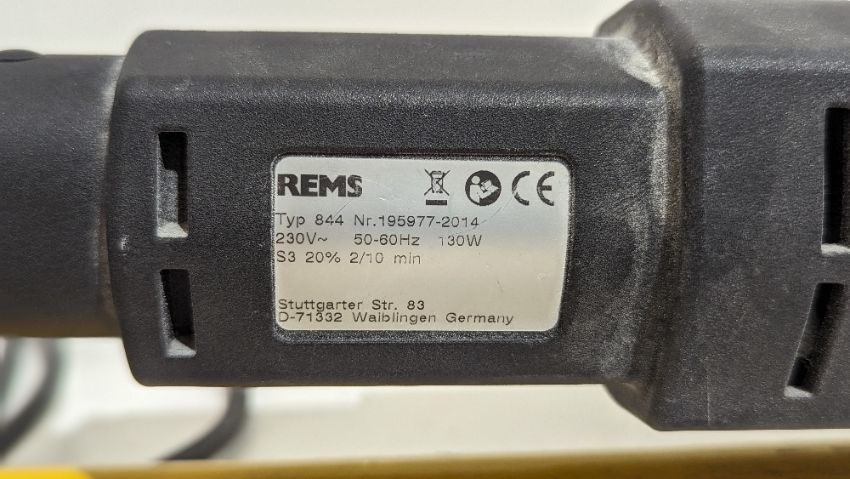 REMS CE
Typ 844 Nr.195977-2014
230V~ 50-60Hz 130W
S3 20% 2/10 min
Stuttgarter Str. 83
D-71332 Waiblingen Germany